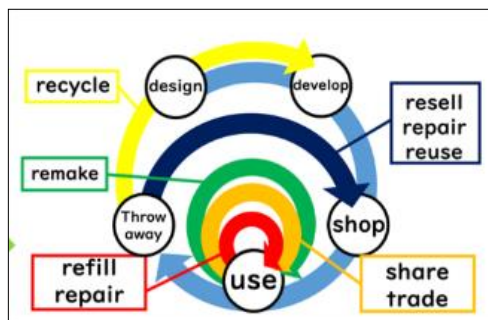 recycle
design
develop
resell
repair
reuse
remake
Throw
away
shop
refill
repair
use
share
trade